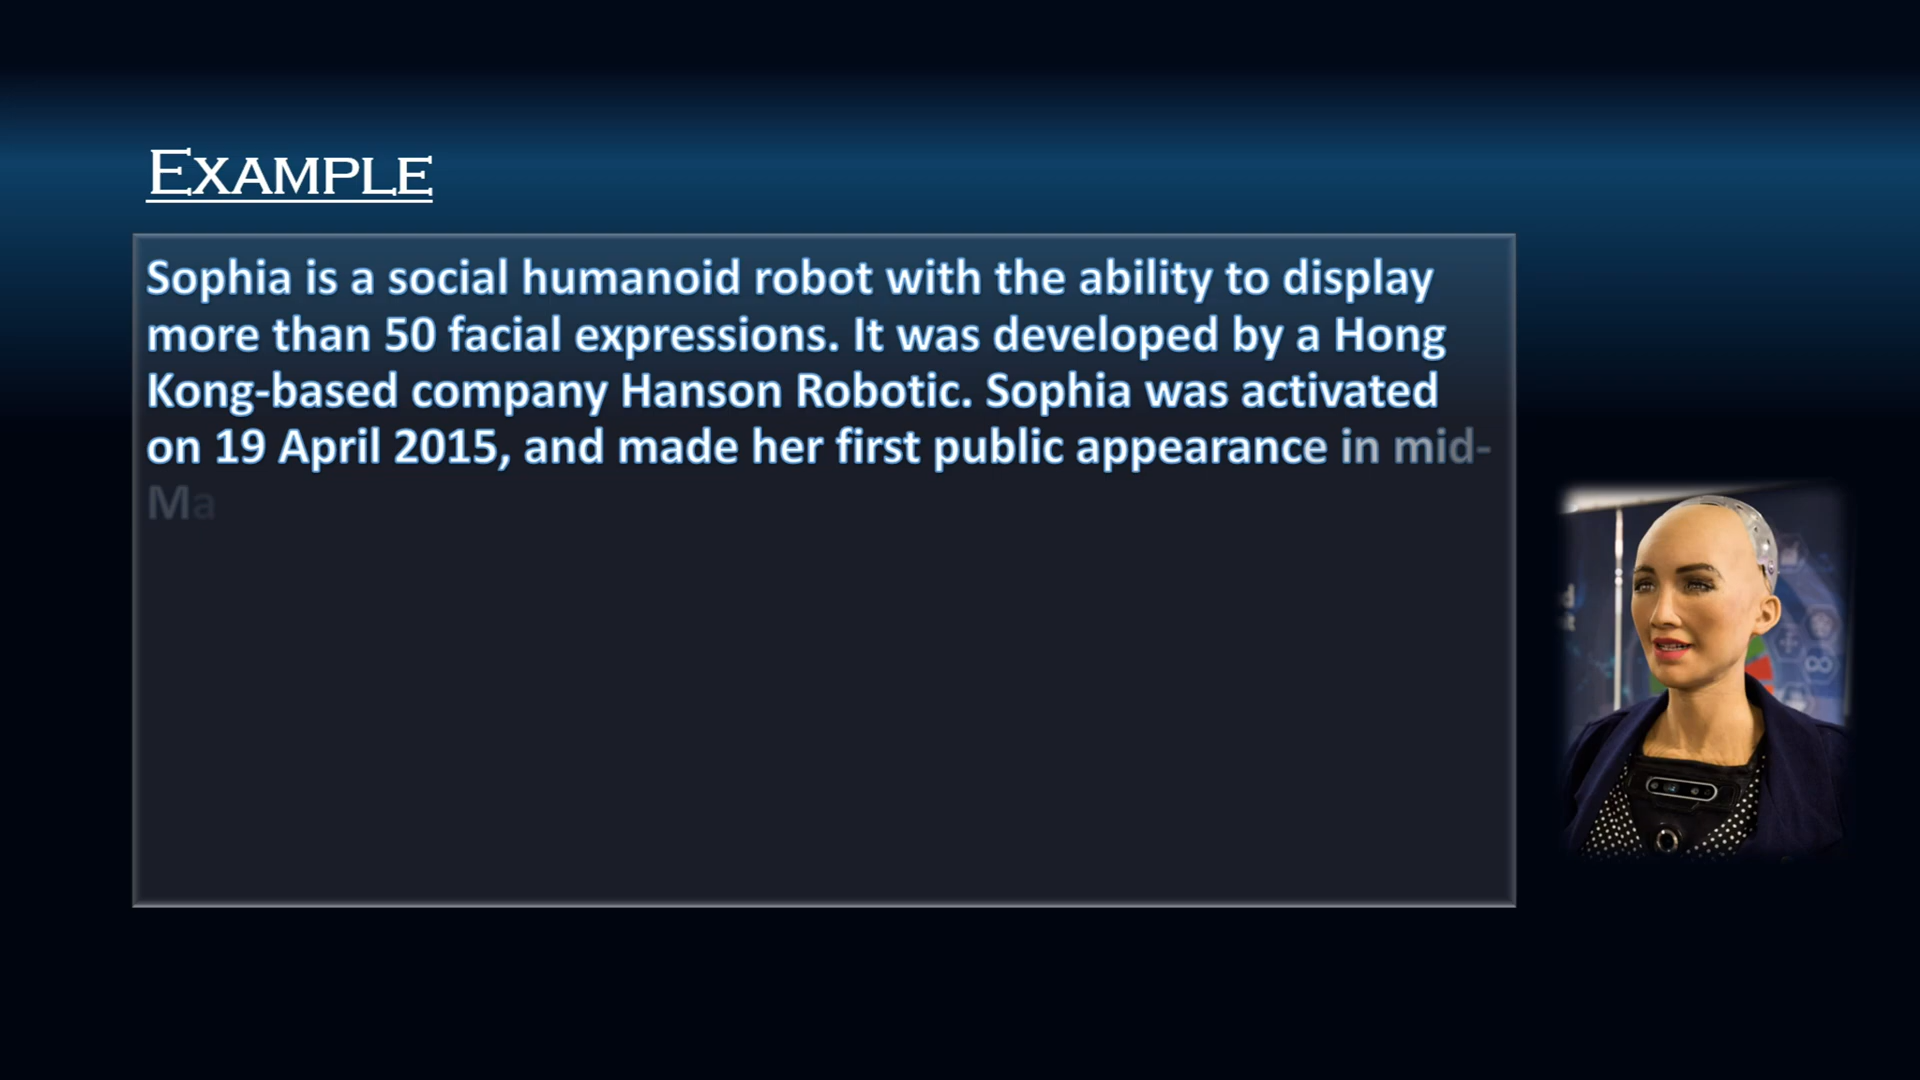 EXAMPLE
Sophia is a social humanoid robot with the ability to display
more than 50 facial expressions. It was developed by a Hong
Kong-based company Hanson Robotic. Sophia was activated
on 19 April 2015, and made her first public appearance in mid-
Ma